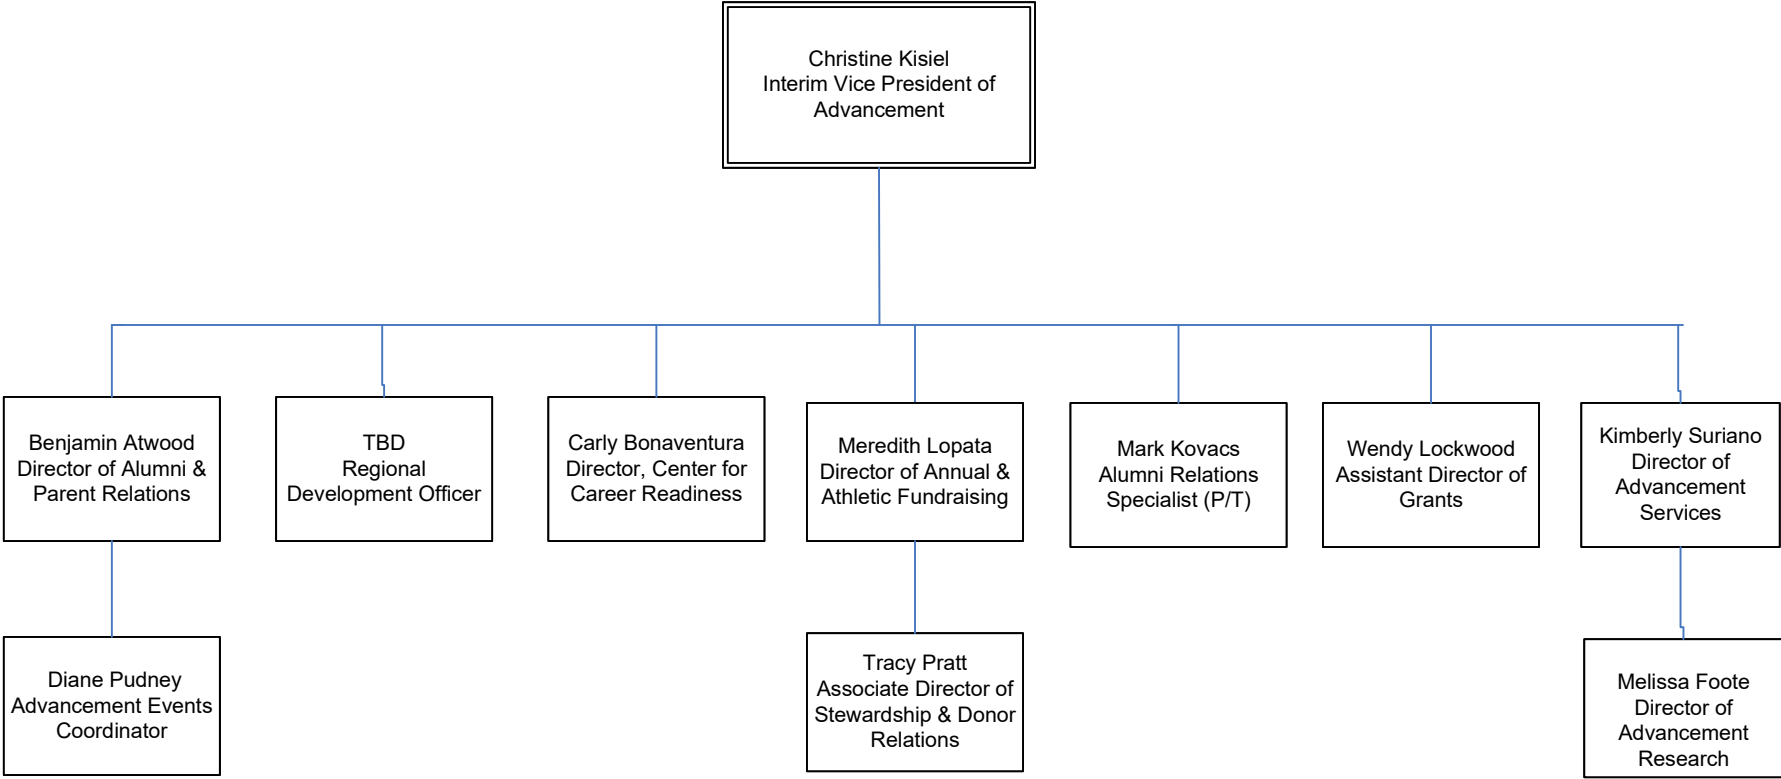 Christine Kisiel
Interim Vice President of
Advancement
Benjamin Atwood
Director of Alumni &
Parent Relations
TBD
Regional
Development Officer
Carly Bonaventura
Director, Center for
Career Readiness
Meredith Lopata
Director of Annual &
Athletic Fundraising
Mark Kovacs
Alumni Relations
Specialist (P/T)
Wendy Lockwood
Assistant Director of
Grants
Kimberly Suriano
Director of
Advancement
Services
Diane Pudney
Advancement Events
Coordinator
Tracy Pratt
Associate Director of
Stewardship & Donor
Relations
Melissa Foote
Director of
Advancement
Research